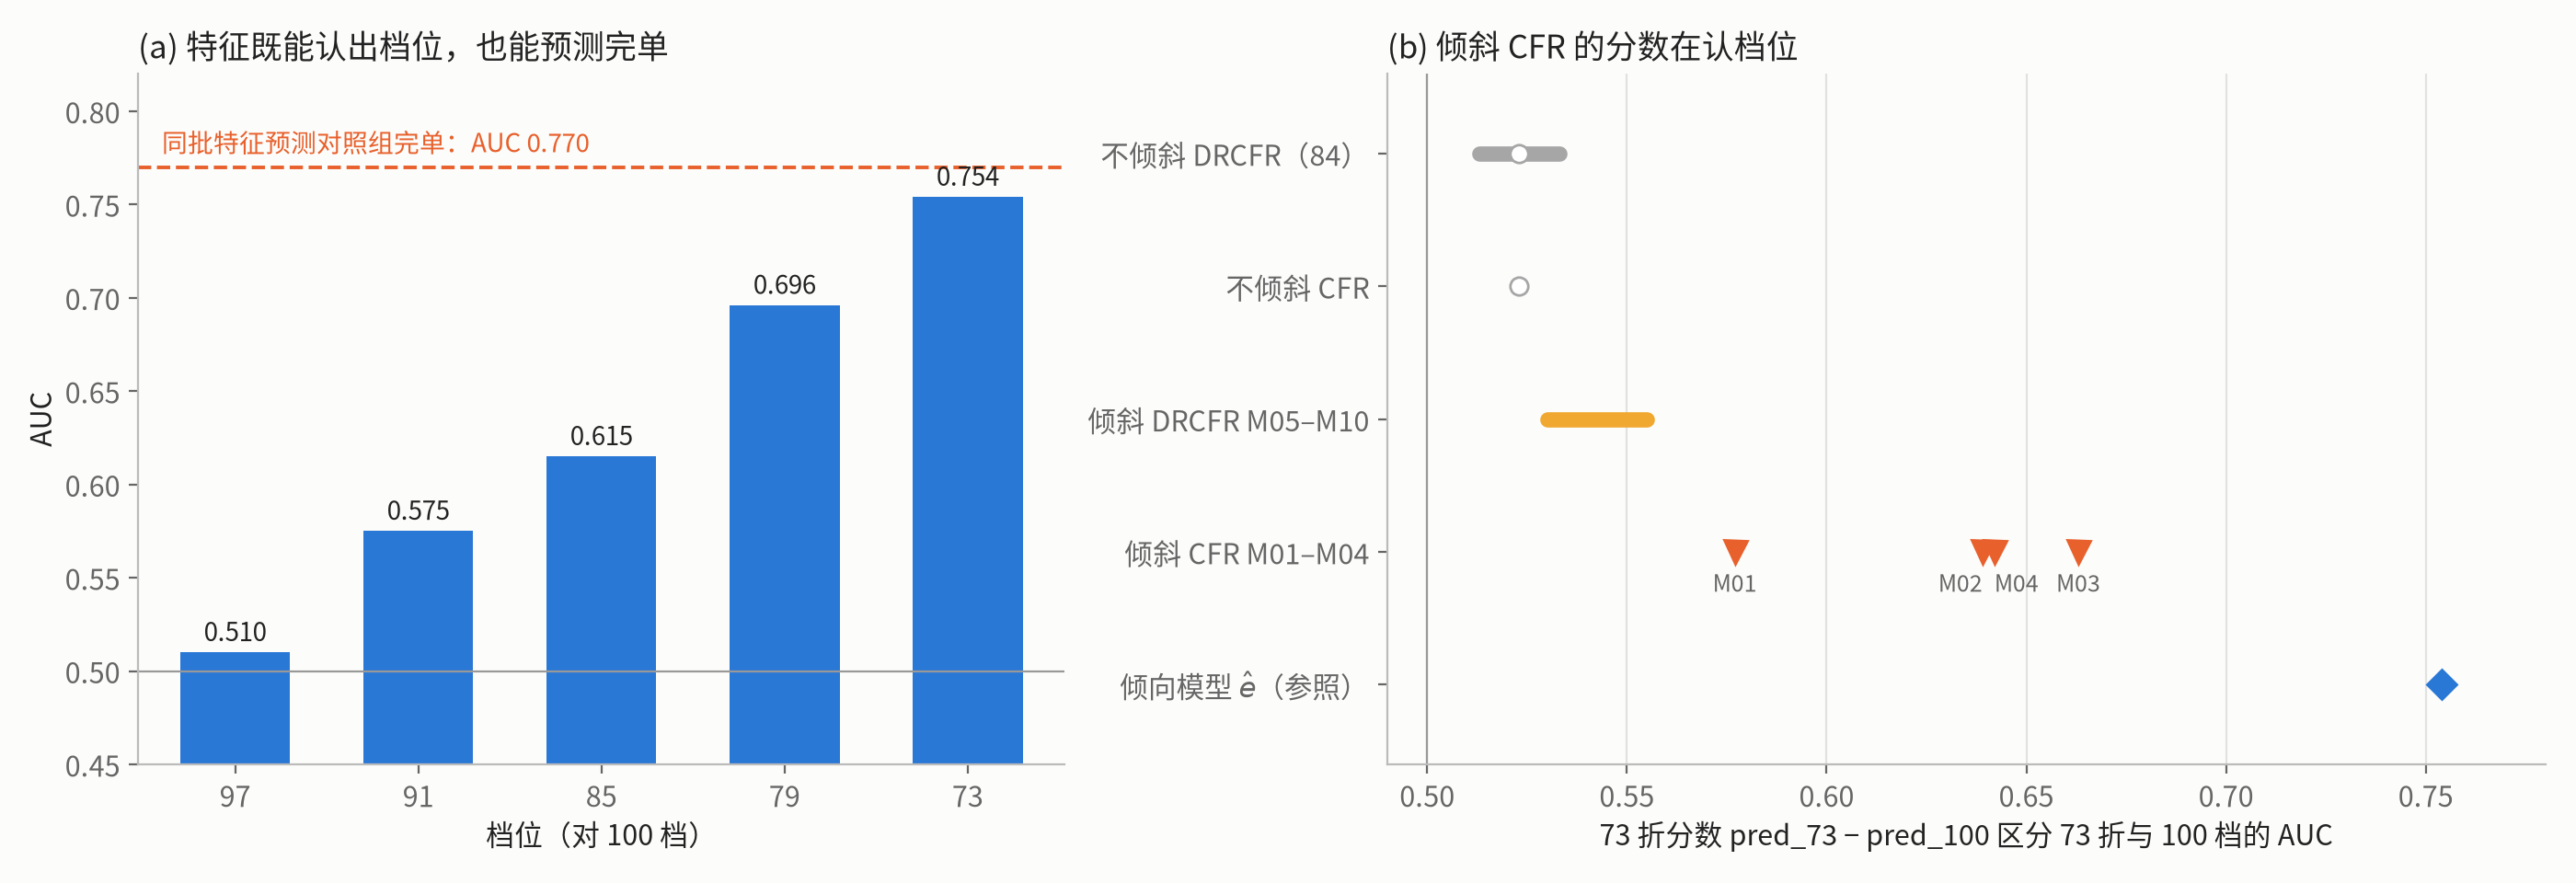 (a) 特征既能认出档位，也能预测完单
0.80
0.75
0.70
0.65
0.60
0.55
0.50
0.45
AUC
同批特征预测对照组完单：AUC 0.770
0.510
0.575
0.615
0.696
0.754
97
91
85
79
73
档位（对 100 档）
(b) 倾斜 CFR 的分数在认档位
不倾斜 DRCFR（84）
不倾斜 CFR
倾斜 DRCFR M05–M10
倾斜 CFR M01–M04
倾向模型 ê（参照）
M01
M02
M04
M03
0.50
0.55
0.60
0.65
0.70
0.75
73 折分数 pred_73 − pred_100 区分 73 折与 100 档的 AUC